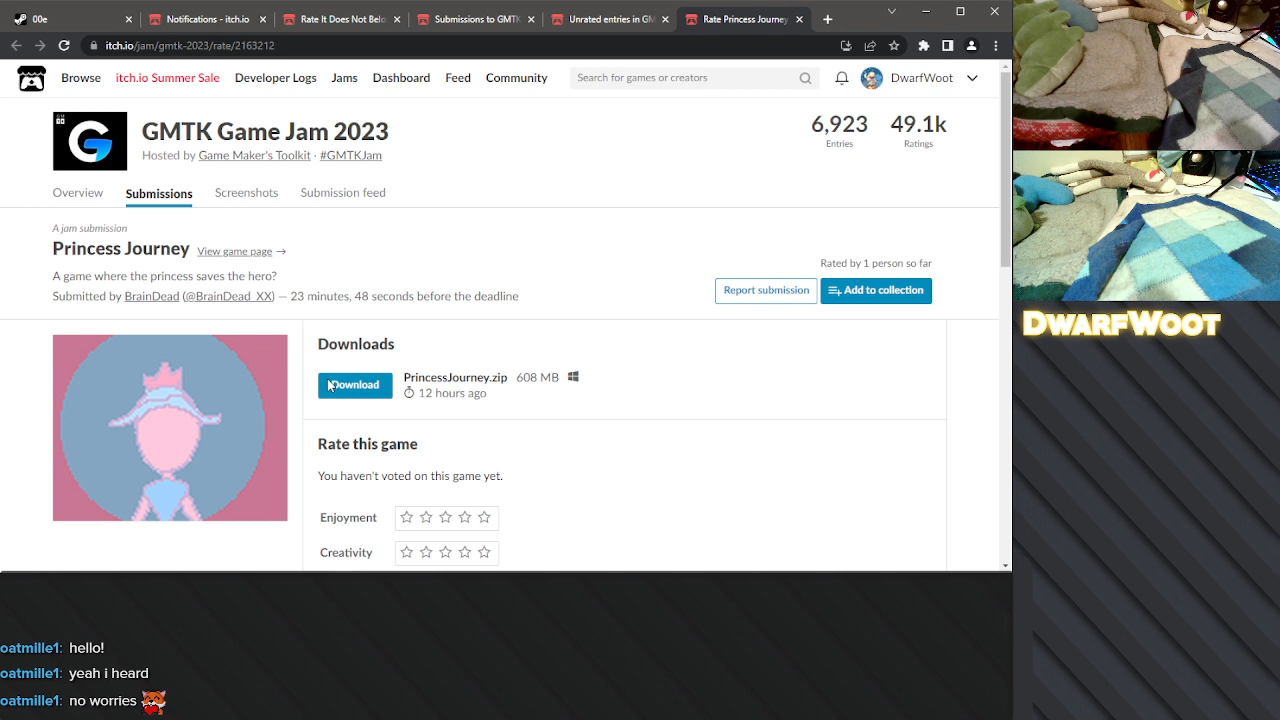 00e
Notifications - itch.io
Rate It Does Not Belo
Submissions to GMTK
Unrated entries in GM
Rate Princess Journey
itch.io/jam/gmtk-2023/rate/2163212
Browse itch.io Summer Sale Developer Logs Jams Dashboard Feed Community Search for games or creators DwarfWoot
GMTK Game Jam 2023
Hosted by Game Maker's Toolkit · #GMTKJam
6,923 49.1k
Entries Ratings
Overview Submissions Screenshots Submission feed
A jam submission
Princess Journey View game page →
A game where the princess saves the hero?
Submitted by BrainDead (@BrainDead_XX) — 23 minutes, 48 seconds before the deadline
Rated by 1 person so far
Report submission Add to collection
Downloads
Download PrincessJourney.zip 608 MB
12 hours ago
Rate this game
You haven't voted on this game yet.
Enjoyment
Creativity
DwarfWoot
oatmille1: hello!
oatmille1: yeah i heard
oatmille1: no worries